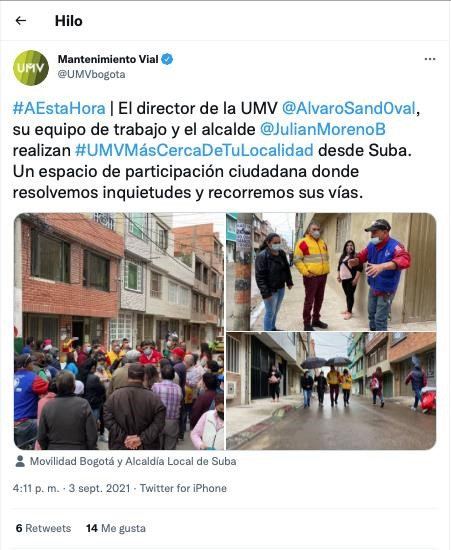 Hilo
UMV
Mantenimiento Vial
@UMVbogota
#AEstaHora | El director de la UMV @AlvaroSand0val,
su equipo de trabajo y el alcalde @JulianMorenoB
realizan #UMVMásCercaDeTuLocalidad desde Suba.
Un espacio de participación ciudadana donde
resolvemos inquietudes y recorremos sus vías.
Movilidad Bogotá y Alcaldía Local de Suba
4:11 p. m. · 3 sept. 2021 · Twitter for iPhone
6 Retweets 14 Me gusta